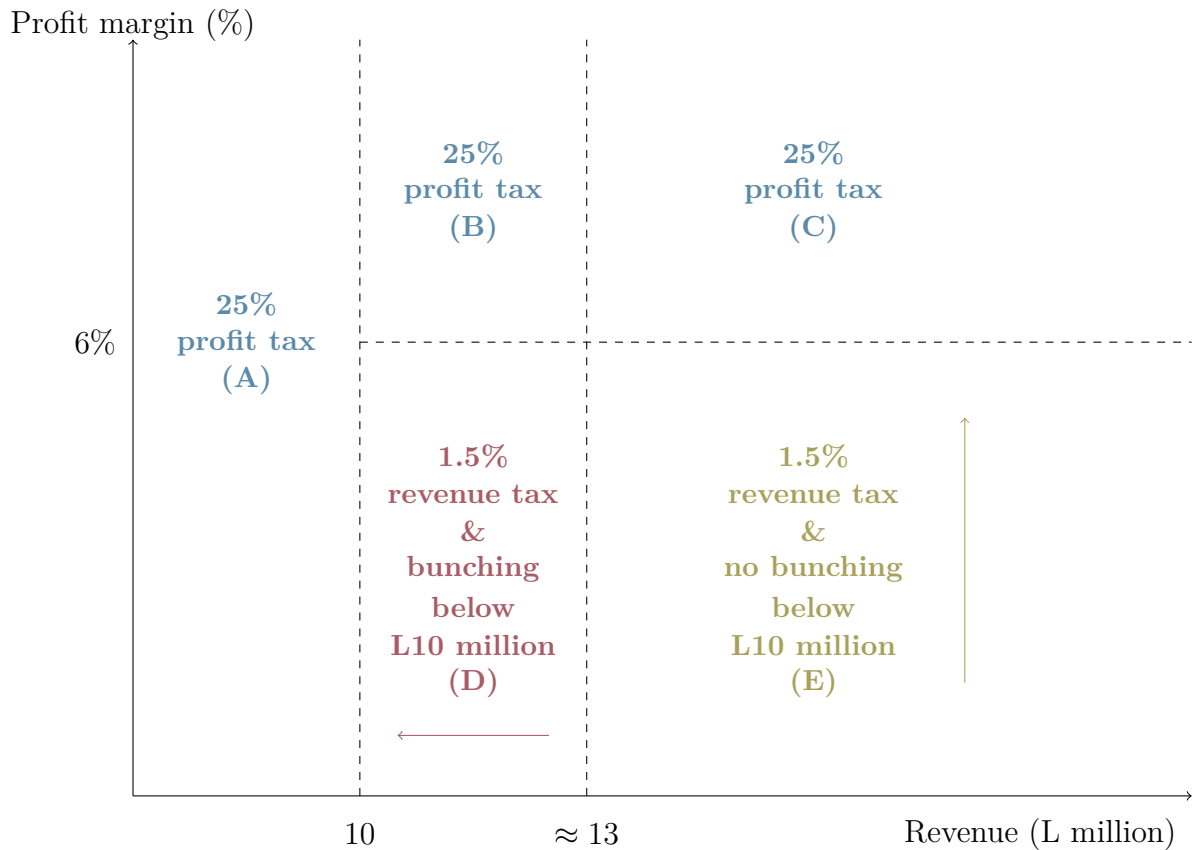 Profit margin (%)
25%
profit tax
(B)
25%
profit tax
(C)
25%
profit tax
(A)
6%
1.5%
revenue tax
&
bunching
below
L10 million
(D)
1.5%
revenue tax
&
no bunching
below
L10 million
(E)
10
≈ 13
Revenue (L million)